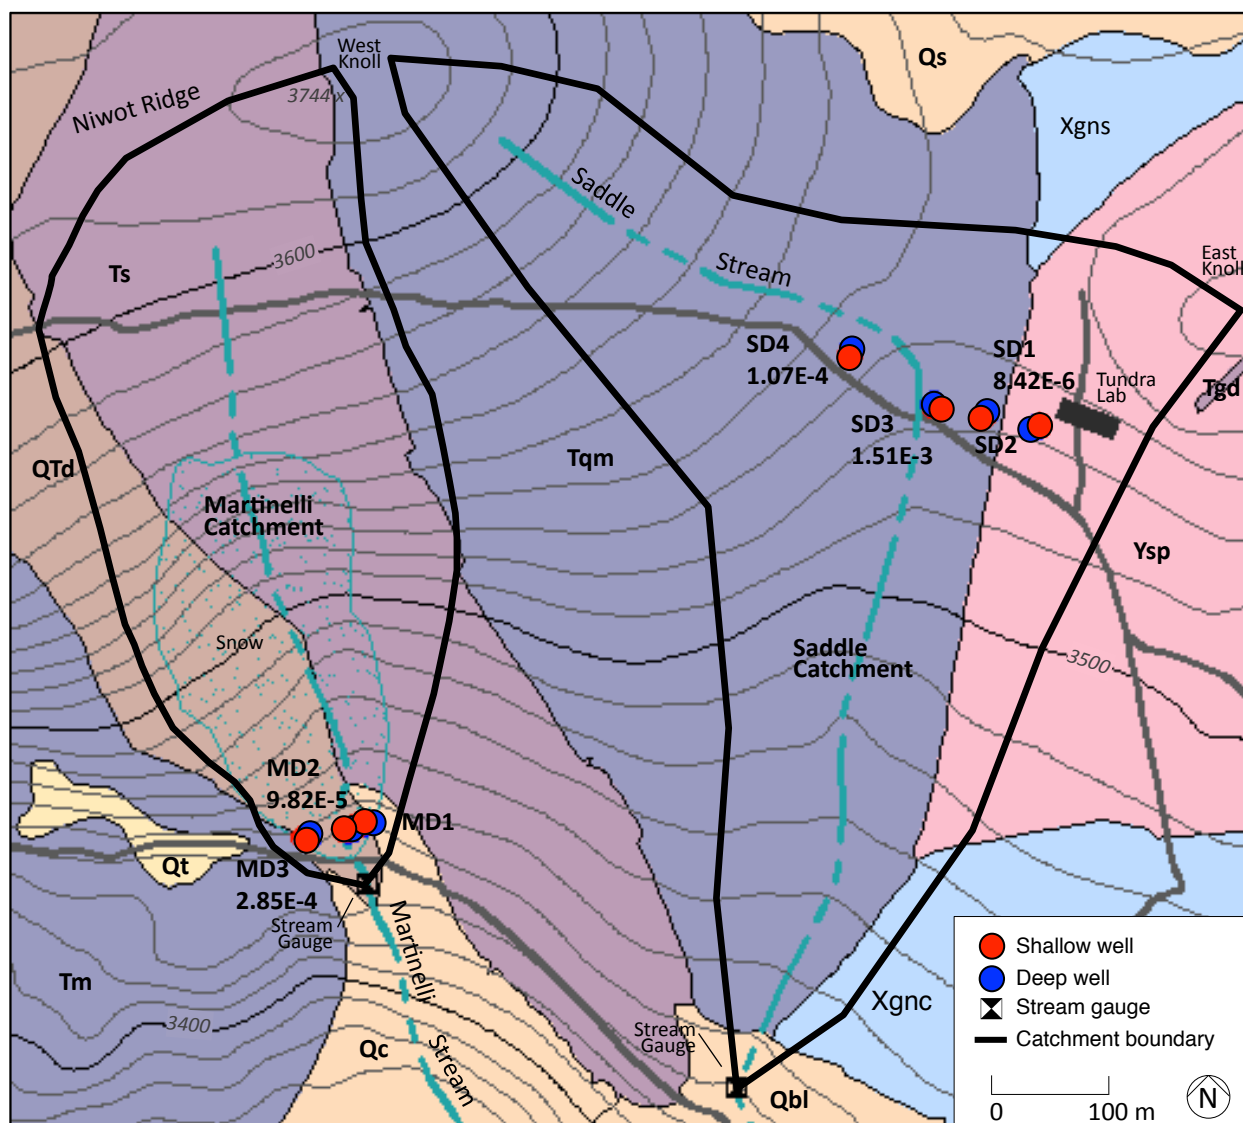 West
Knoll
Qs
3744 x
Niwot Ridge
Xgns
Saddle
East
Knoll
3600
Ts
Stream
SD4
1.07E-4
SD1
8.42E-6
Tundra
Lab
Tgd
SD3
1.51E-3
SD2
Tqm
QTd
Martinelli
Catchment
Ysp
Snow
Saddle
Catchment
3500
MD2
9.82E-5
MD1
Qt
MD3
2.85E-4
Stream
Gauge
Martinelli
Stream
Tm
3400
Qc
Stream
Gauge
Qbl
Xgnc
Shallow well
Deep well
Stream gauge
Catchment boundary
0 100 m
N